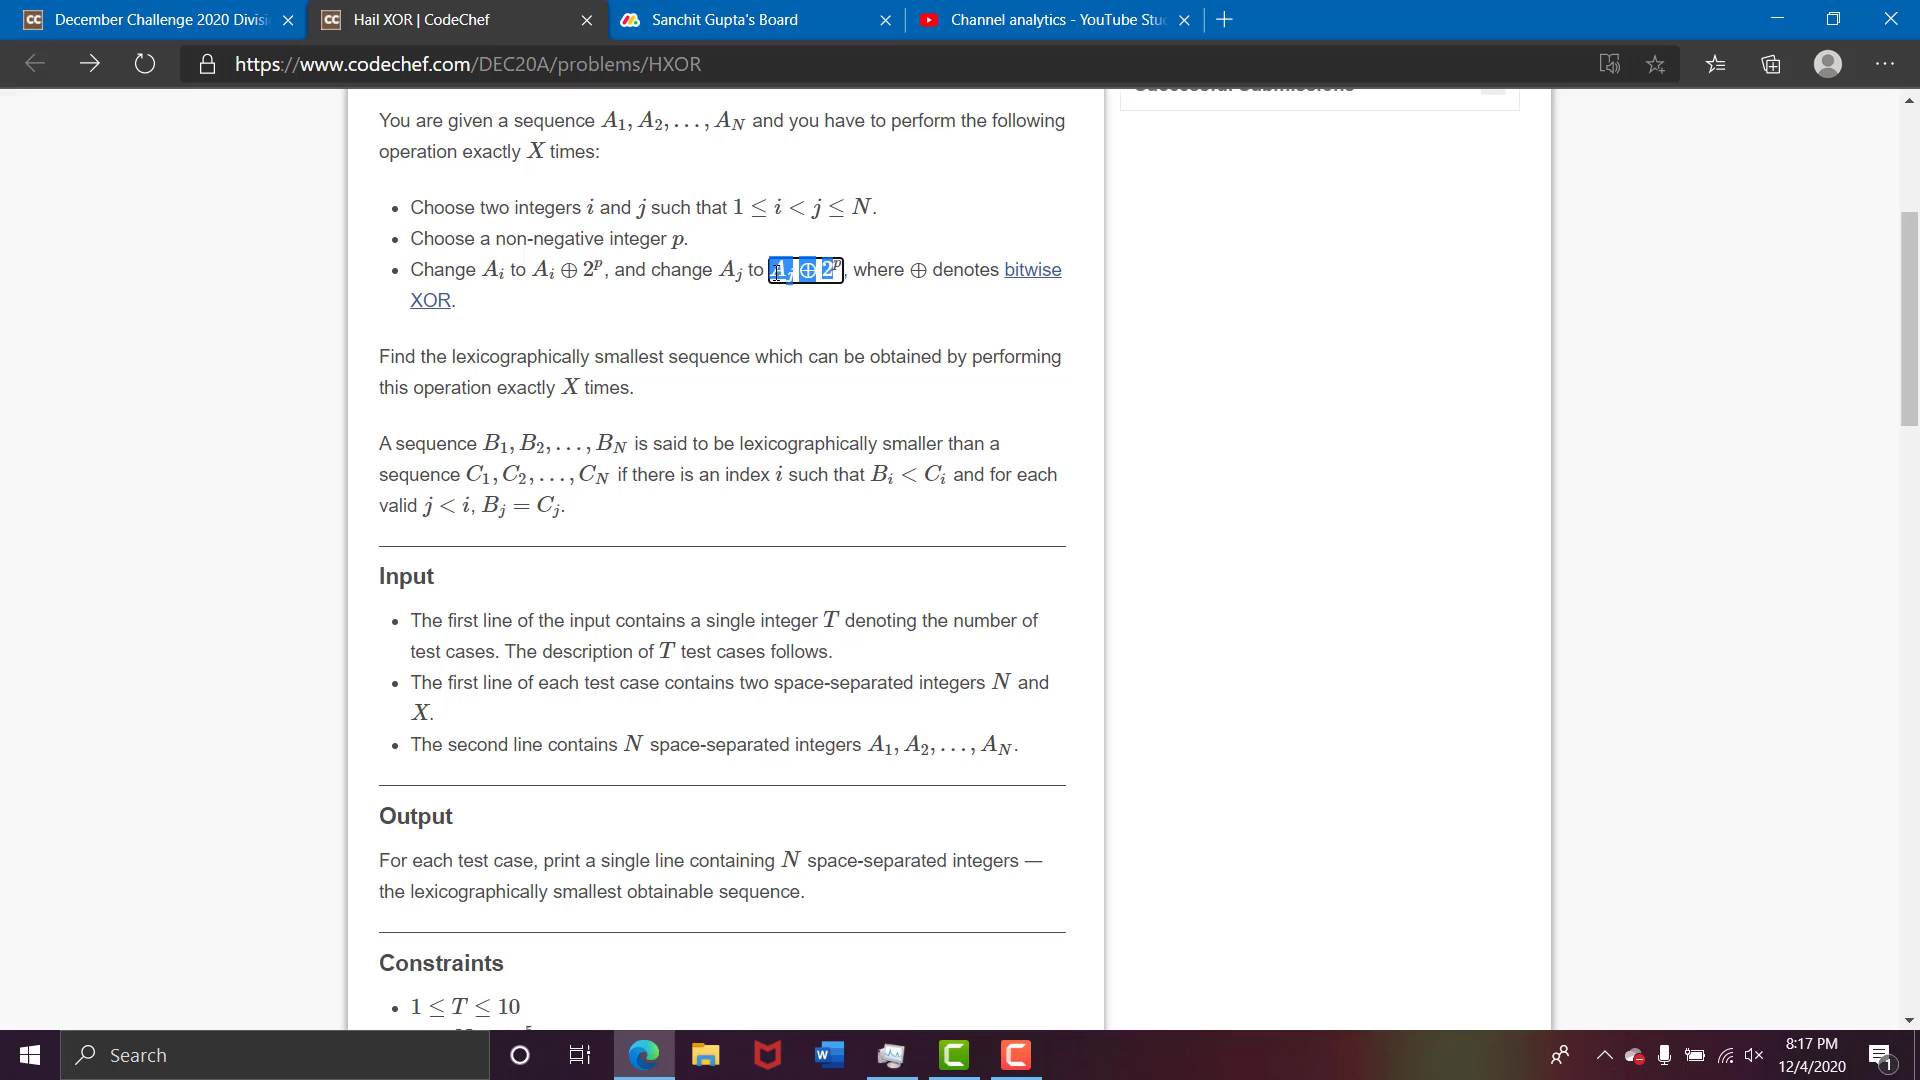 December Challenge 2020 Divisi
Hail XOR | CodeChef
Sanchit Gupta's Board
Channel analytics - YouTube Stu
https://www.codechef.com/DEC20A/problems/HXOR
Successful Submissions
You are given a sequence A1, A2, . . . , AN and you have to perform the following
operation exactly X times:
• Choose two integers i and j such that 1 ≤ i < j ≤ N.
• Choose a non-negative integer p.
• Change Ai to Ai ⊕ 2^p, and change Aj to Aj ⊕ 2^p, where ⊕ denotes bitwise
XOR.
Find the lexicographically smallest sequence which can be obtained by performing
this operation exactly X times.
A sequence B1, B2, . . . , BN is said to be lexicographically smaller than a
sequence C1, C2, . . . , CN if there is an index i such that Bi < Ci and for each
valid j < i, Bj = Cj.
Input
• The first line of the input contains a single integer T denoting the number of
test cases. The description of T test cases follows.
• The first line of each test case contains two space-separated integers N and
X.
• The second line contains N space-separated integers A1, A2, . . . , AN.
Output
For each test case, print a single line containing N space-separated integers —
the lexicographically smallest obtainable sequence.
Constraints
• 1 ≤ T ≤ 10
Search
8:17 PM
12/4/2020
1